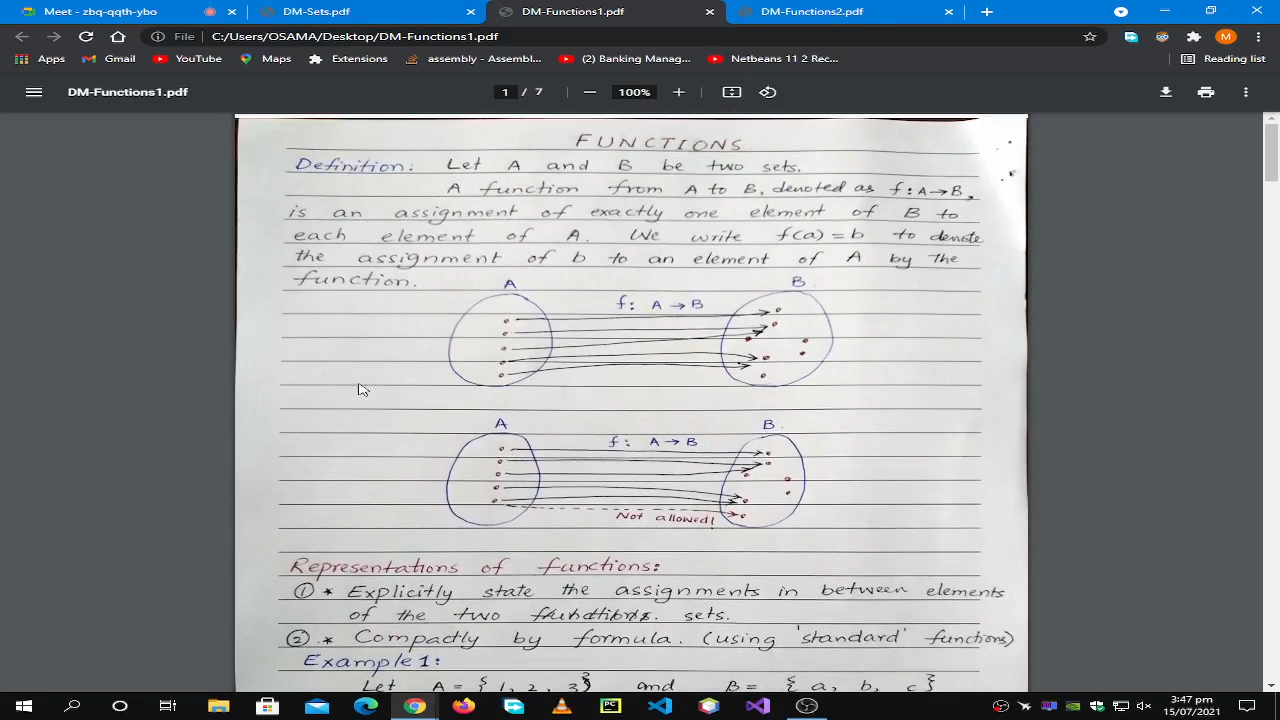 Meet - zbq-qqth-ybo
DM-Sets.pdf
DM-Functions1.pdf
DM-Functions2.pdf
File | C:/Users/OSAMA/Desktop/DM-Functions1.pdf
Apps Gmail YouTube Maps Extensions assembly - Assembl... (2) Banking Manag... Netbeans 11 2 Rec... Reading list
DM-Functions1.pdf 1 / 7 100%
FUNCTIONS
Definition: Let A and B be two sets.
A function from A to B, denoted as f: A→B,
is an assignment of exactly one element of B to
each element of A. We write f(a) = b to denote
the assignment of b to an element of A by the
function.
A B
f: A → B
A B
f: A → B
Not allowed!
Representations of functions:
① * Explicitly state the assignments in between elements
of the two functions. sets.
② * Compactly by formula. (using 'standard' functions)
Example 1:
Let A = { 1, 2, 3} and B = { a, b, c}
3:47 pm
15/07/2021